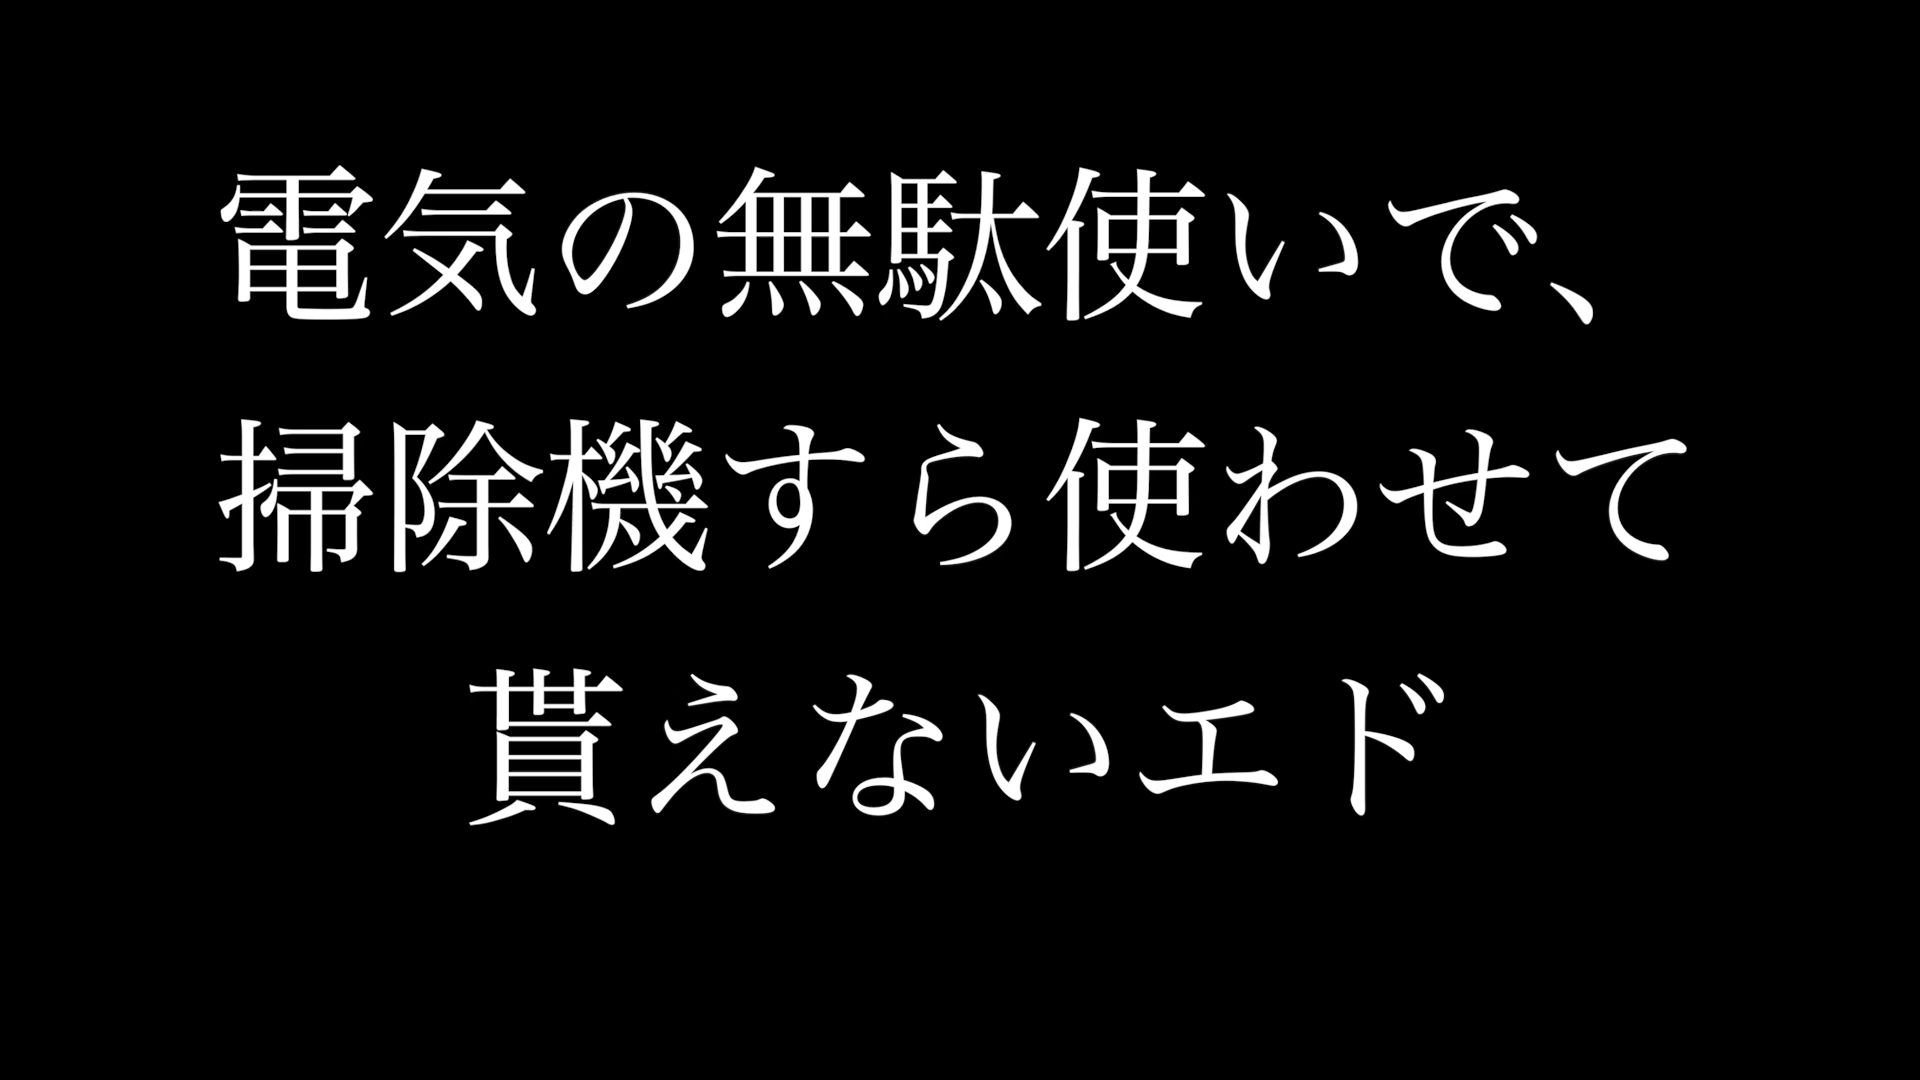 電気の無駄使いで、
掃除機すら使わせて
貰えないエド